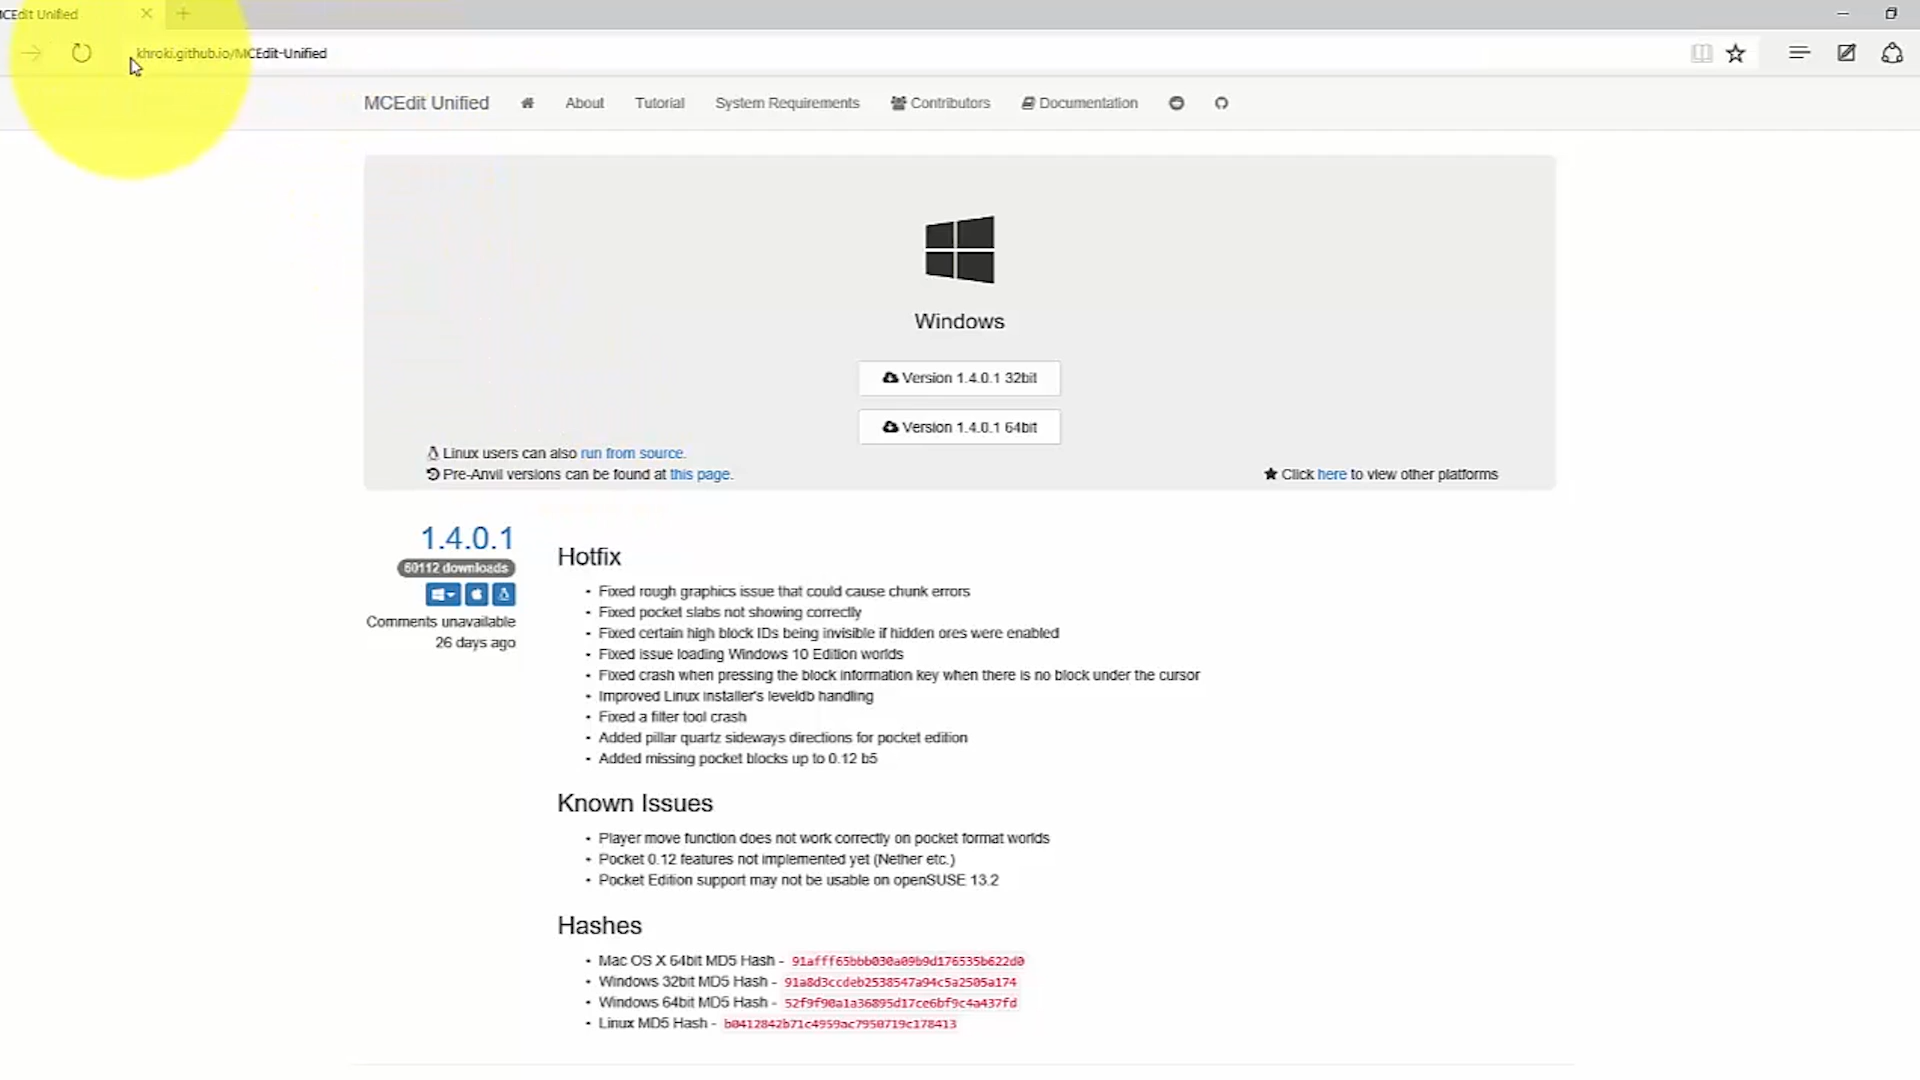 MCEdit Unified
khroki.github.io/MCEdit-Unified
MCEdit Unified About Tutorial System Requirements Contributors Documentation
Windows
Version 1.4.0.1 32bit
Version 1.4.0.1 64bit
Linux users can also run from source.
Pre-Anvil versions can be found at this page.
Click here to view other platforms
1.4.0.1
60112 downloads
Comments unavailable
26 days ago
Hotfix
• Fixed rough graphics issue that could cause chunk errors
• Fixed pocket slabs not showing correctly
• Fixed certain high block IDs being invisible if hidden ores were enabled
• Fixed issue loading Windows 10 Edition worlds
• Fixed crash when pressing the block information key when there is no block under the cursor
• Improved Linux installer's leveldb handling
• Fixed a filter tool crash
• Added pillar quartz sideways directions for pocket edition
• Added missing pocket blocks up to 0.12 b5
Known Issues
• Player move function does not work correctly on pocket format worlds
• Pocket 0.12 features not implemented yet (Nether etc.)
• Pocket Edition support may not be usable on openSUSE 13.2
Hashes
• Mac OS X 64bit MD5 Hash - 91afff65bbb030a09b9d176535b622d0
• Windows 32bit MD5 Hash - 91a8d3ccdeb2538547a94c5a2505a174
• Windows 64bit MD5 Hash - 52f9f90a1a36895d17ce6bf9c4a437fd
• Linux MD5 Hash - b0412842b71c4959ac7950719c178413